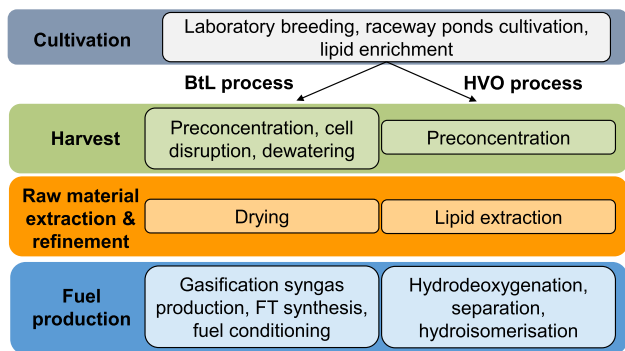 Cultivation
Laboratory breeding, raceway ponds cultivation,
lipid enrichment
BtL process
HVO process
Harvest
Preconcentration, cell
disruption, dewatering
Preconcentration
Raw material
extraction &
refinement
Drying
Lipid extraction
Fuel
production
Gasification syngas
production, FT synthesis,
fuel conditioning
Hydrodeoxygenation,
separation,
hydroisomerisation